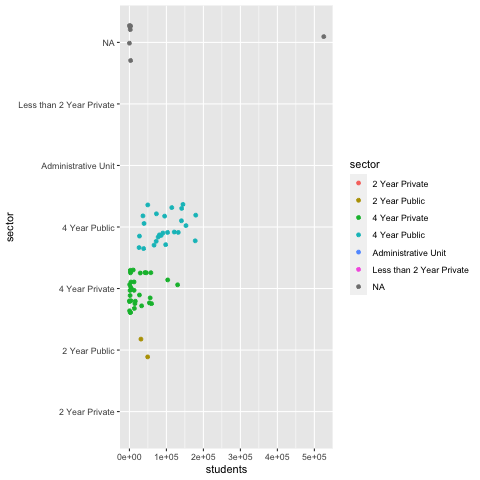 sector
NA
Less than 2 Year Private
Administrative Unit
4 Year Public
4 Year Private
2 Year Public
2 Year Private
0e+00 1e+05 2e+05 3e+05 4e+05 5e+05
students
sector
2 Year Private
2 Year Public
4 Year Private
4 Year Public
Administrative Unit
Less than 2 Year Private
NA